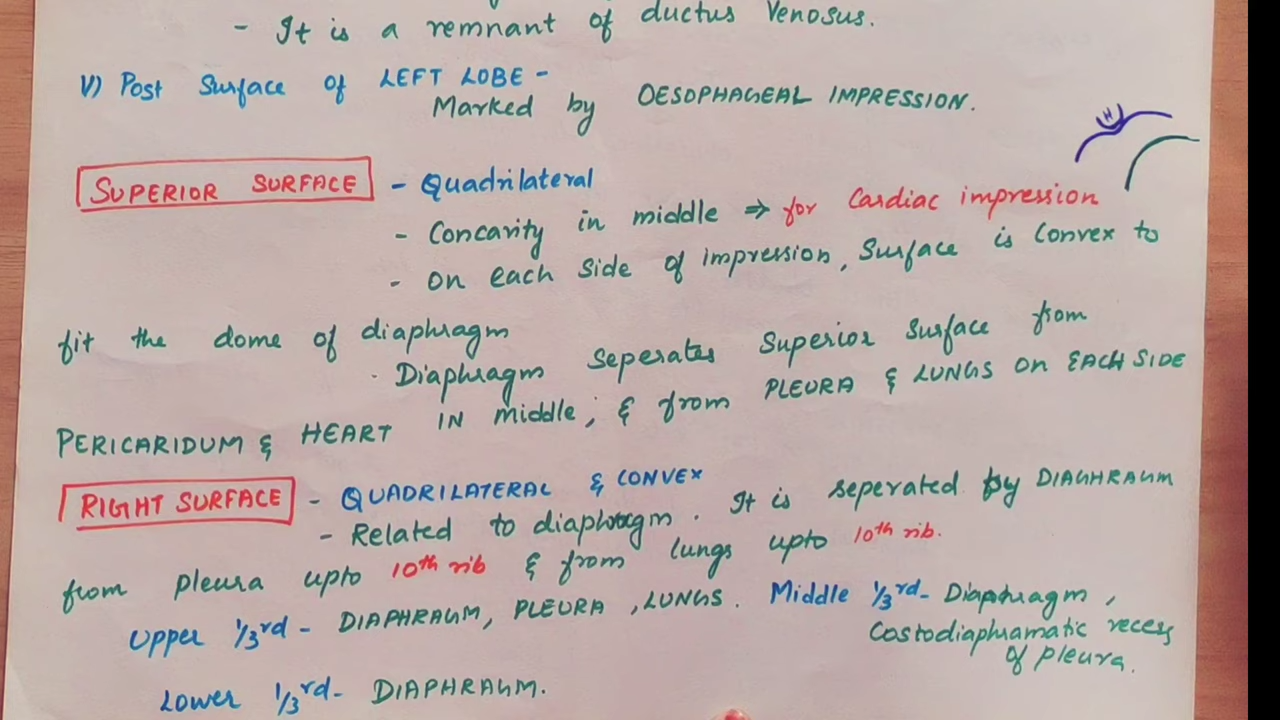 - It is a remnant of ductus Venosus.
V) Post Surface of LEFT LOBE -
Marked by OESOPHAGEAL IMPRESSION.
H
SUPERIOR SURFACE - Quadrilateral
- Concavity in middle ⇒ for Cardiac impression
- on each side of impression, Surface is Convex to
fit the dome of diaphragm
. Diaphragm seperates Superior Surface from
PERICARIDUM & HEART IN middle; & from PLEURA & LUNGS ON EACH SIDE
RIGHT SURFACE - QUADRILATERAL & CONVEX
- Related to diaphragm. It is seperated by DIAGHRAGM
from pleura upto 10th rib & from lungs upto 10th rib.
Upper 1/3rd - DIAPHRAGM, PLEURA, LUNGS. Middle 1/3rd - Diaphragm,
Costodiaphramatic recess
of pleura.
Lower 1/3rd - DIAPHRAGM.